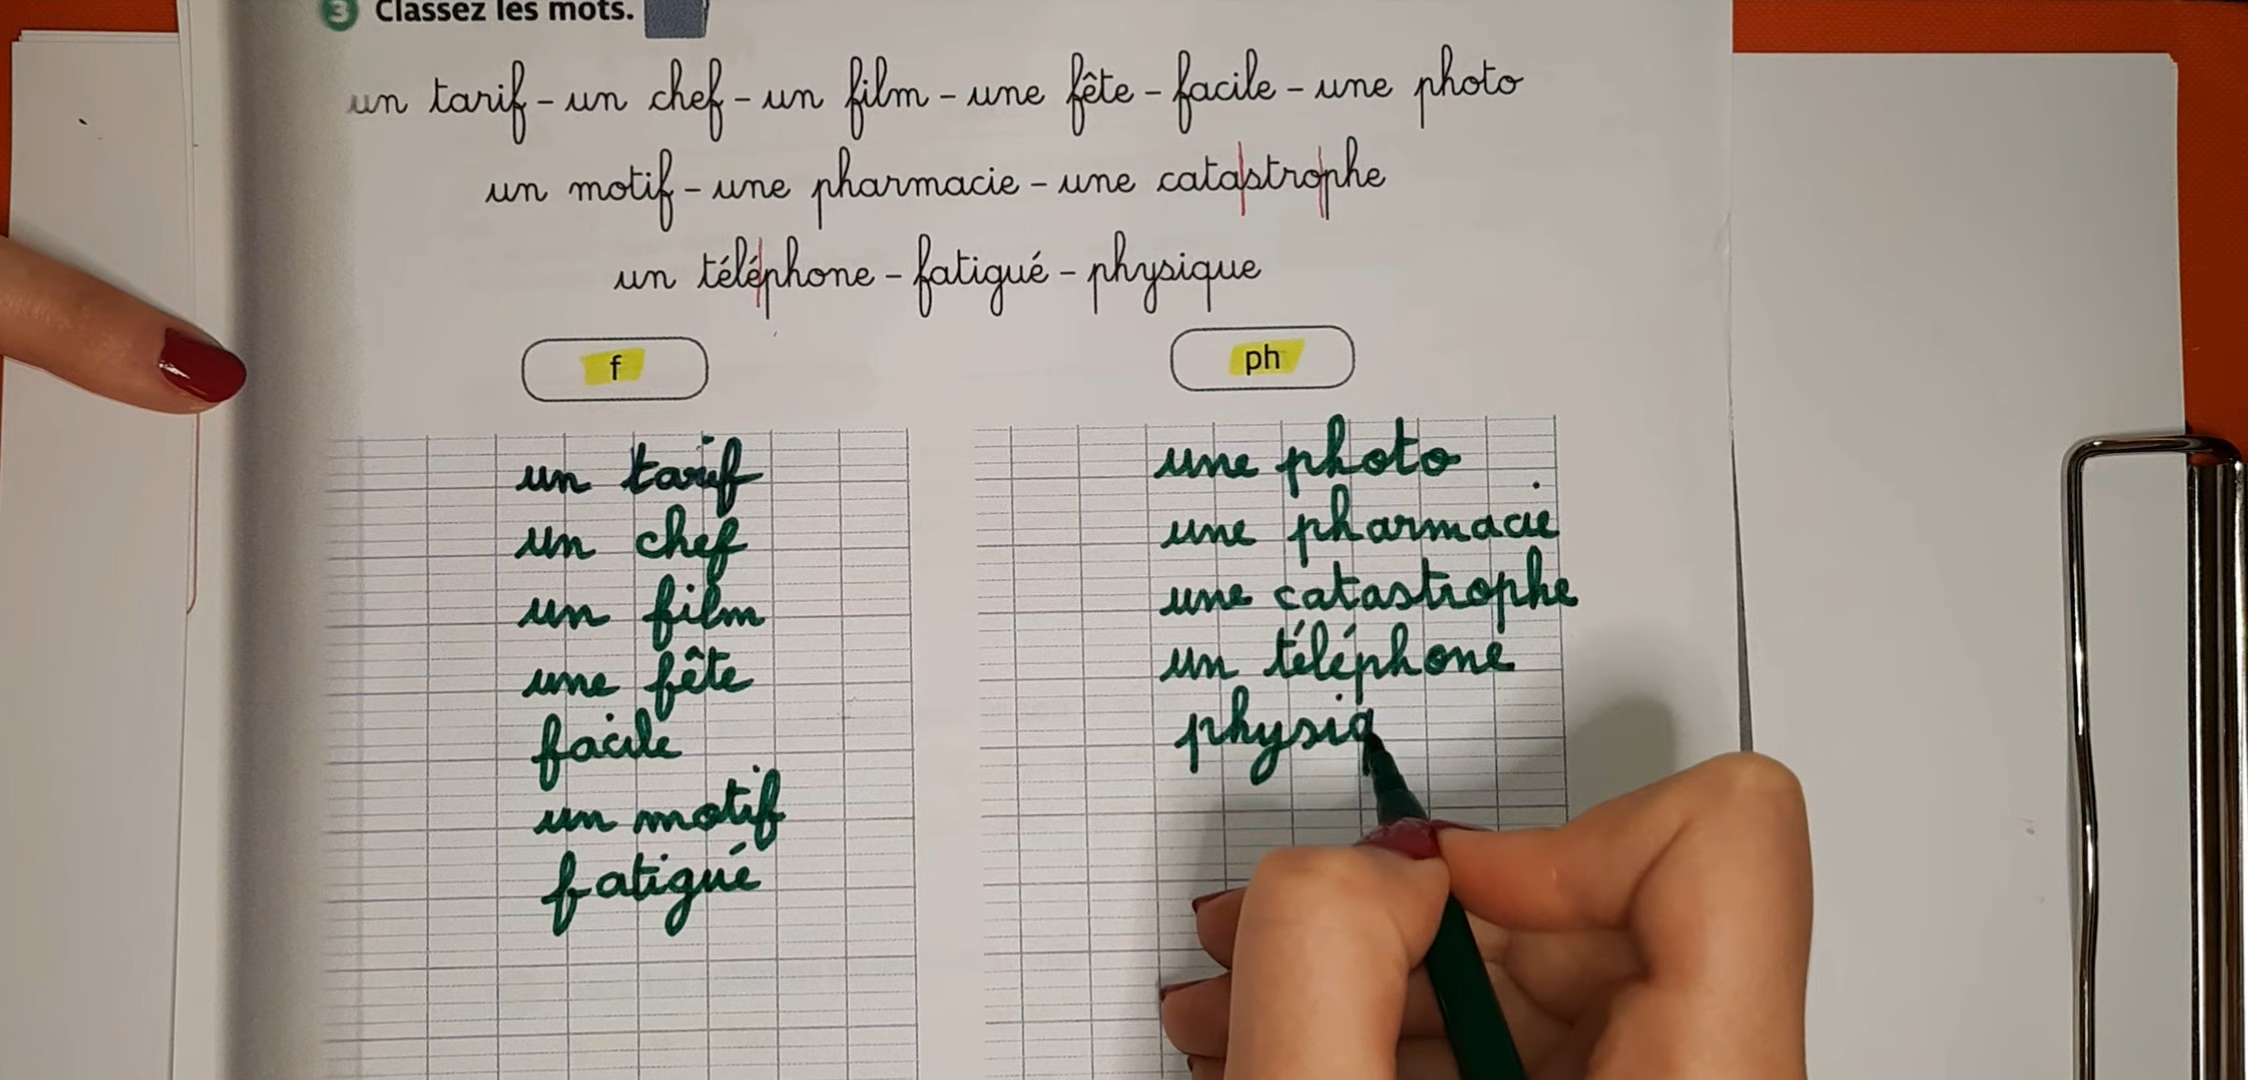 3 Classez les mots.
un tarif - un chef - un film - une fête - facile - une photo
un motif - une pharmacie - une catastrophe
un téléphone - fatigué - physique
f
ph
un tarif
un chef
un film
une fête
facile
un motif
fatigué
une photo
une pharmacie
une catastrophe
un téléphone
physiq